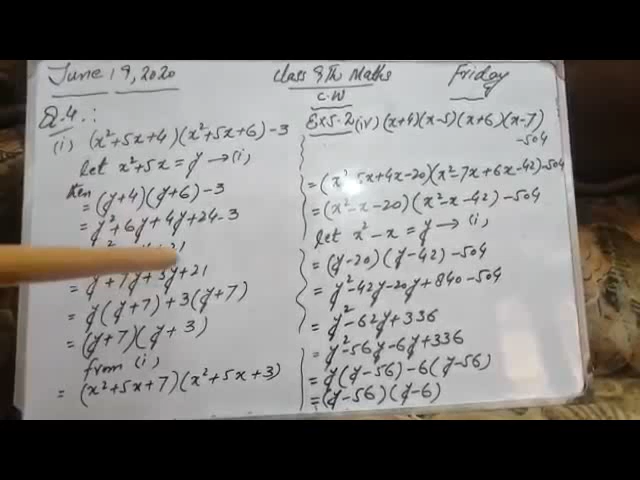 June 19, 2020
Class 9Th Maths
Friday
C.W
Q.4.:
(i, (x²+5x+4)(x²+5x+6)-3
let x²+5x = y →(i,
then
= (y+4)(y+6)-3
= y²+6y+4y+24-3
= y²+7y+3y+21
= y(y+7)+3(y+7)
= (y+7)(y+3)
from (i,
= (x²+5x+7)(x²+5x+3)
Ex5.2 (iv) (x+4)(x-5)(x+6)(x-7)
-504
= (x²-5x+4x-20)(x²-7x+6x-42)-504
= (x²-x-20)(x²-x-42)-504
let x²-x = y →(i,
= (y-20)(y-42)-504
= y²-42y-20y+840-504
= y²-62y+336
= y²-56y-6y+336
= y(y-56)-6(y-56)
= (y-56)(y-6)